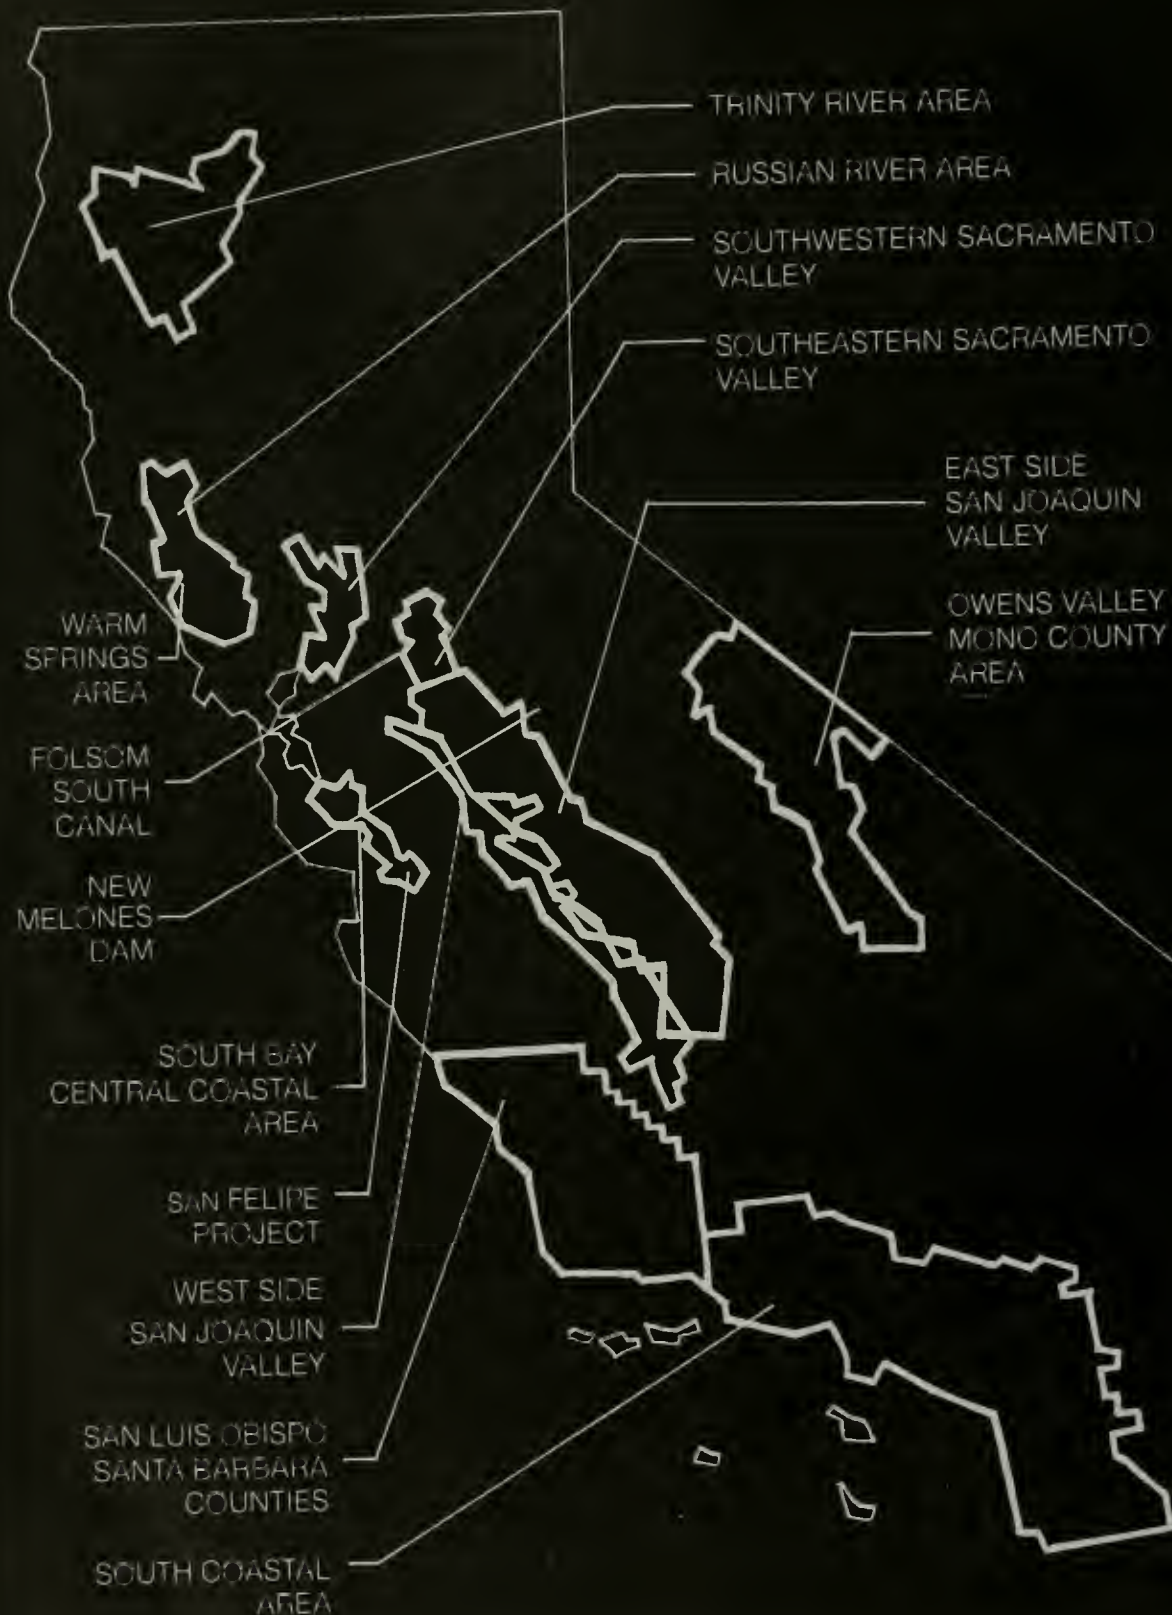 TRINITY RIVER AREA
RUSSIAN RIVER AREA
SOUTHWESTERN SACRAMENTO
VALLEY
SOUTHEASTERN SACRAMENTO
VALLEY
EAST SIDE
SAN JOAQUIN
VALLEY
OWENS VALLEY
MONO COUNTY
AREA
WARM
SPRINGS
AREA
FOLSOM
SOUTH
CANAL
NEW
MELONES
DAM
SOUTH BAY
CENTRAL COASTAL
AREA
SAN FELIPE
PROJECT
WEST SIDE
SAN JOAQUIN
VALLEY
SAN LUIS OBISPO
SANTA BARBARA
COUNTIES
SOUTH COASTAL
AREA